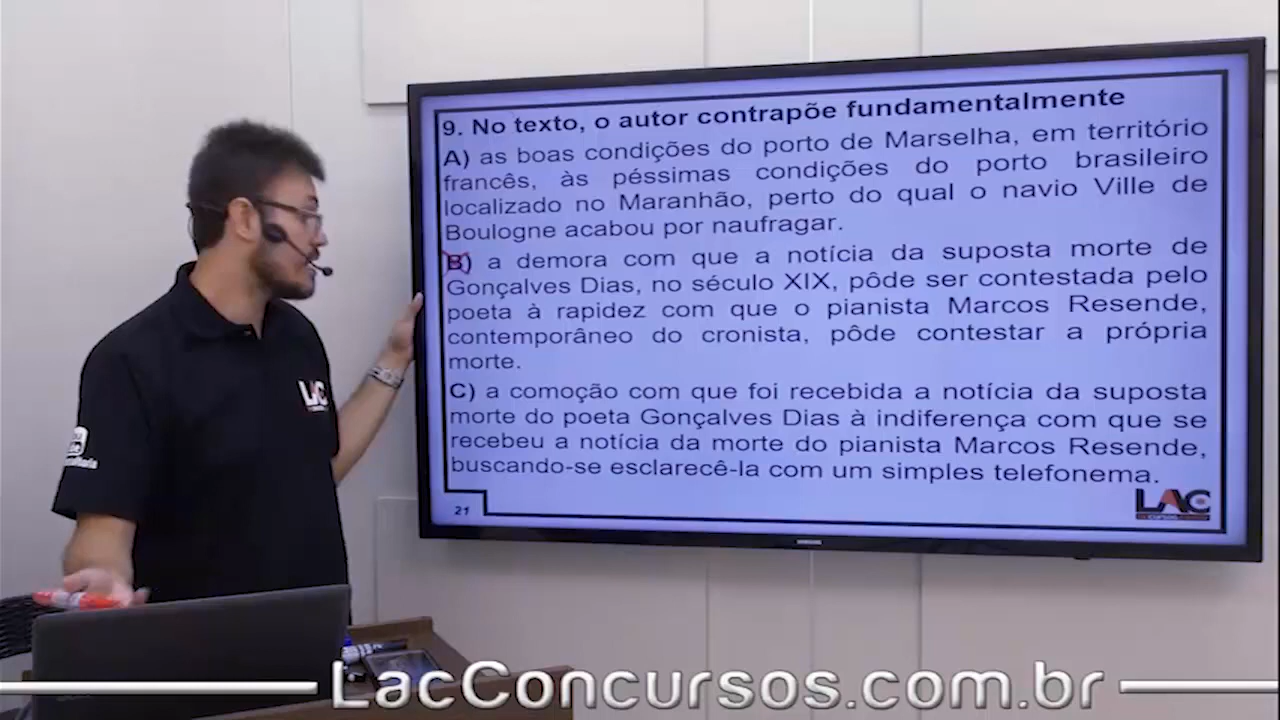 9. No texto, o autor contrapõe fundamentalmente
A) as boas condições do porto de Marselha, em território
francês, às péssimas condições do porto brasileiro
localizado no Maranhão, perto do qual o navio Ville de
Boulogne acabou por naufragar.
B) a demora com que a notícia da suposta morte de
Gonçalves Dias, no século XIX, pôde ser contestada pelo
poeta à rapidez com que o pianista Marcos Resende,
contemporâneo do cronista, pôde contestar a própria
morte.
C) a comoção com que foi recebida a notícia da suposta
morte do poeta Gonçalves Dias à indiferença com que se
recebeu a notícia da morte do pianista Marcos Resende,
buscando-se esclarecê-la com um simples telefonema.
21
LAC
LAC
SAMSUNG
LacConcursos.com.br